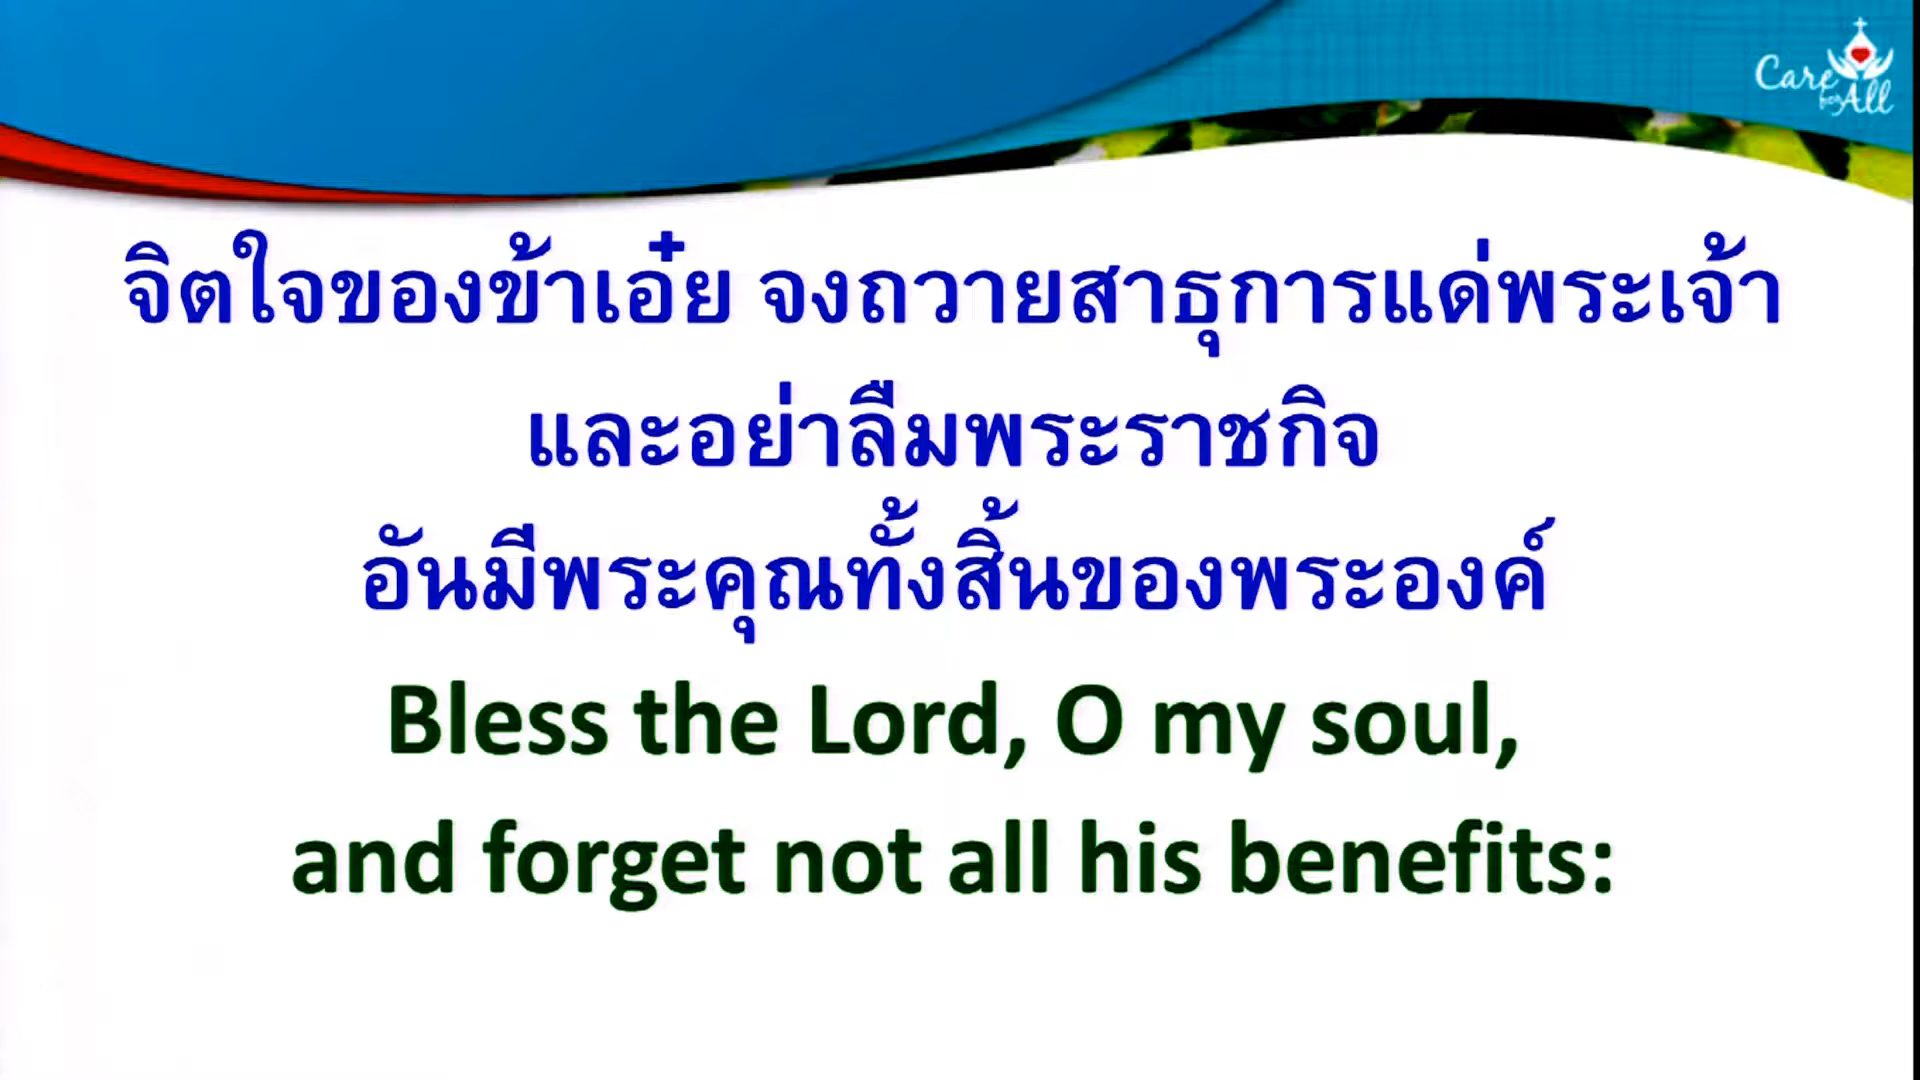 Care for All
จิตใจของข้าเอ๋ย จงถวายสาธุการแด่พระเจ้า
และอย่าลืมพระราชกิจ
อันมีพระคุณทั้งสิ้นของพระองค์
Bless the Lord, O my soul,
and forget not all his benefits: